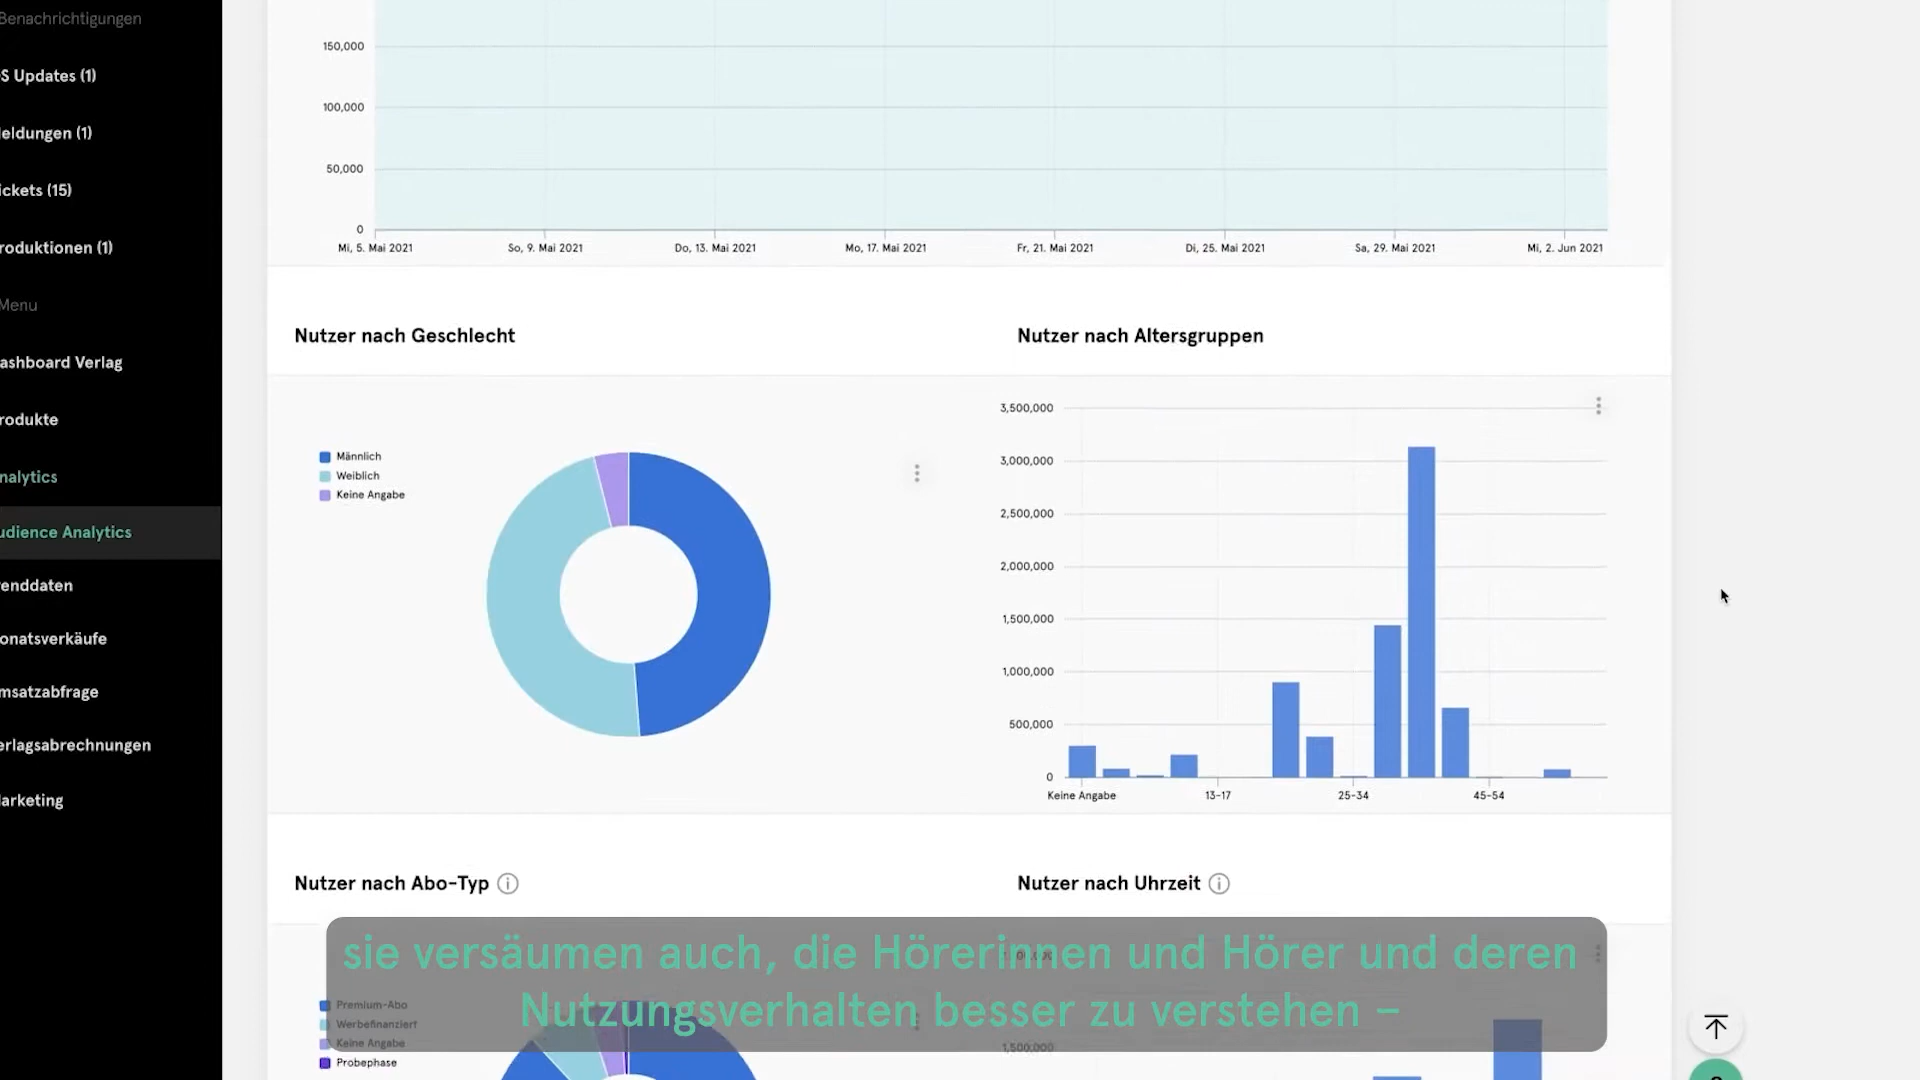 Benachrichtigungen
S Updates (1)
eldungen (1)
ickets (15)
roduktionen (1)
Menu
ashboard Verlag
rodukte
nalytics
udience Analytics
enddaten
onatsverkäufe
msatzabfrage
erlagsabrechnungen
arketing
150,000
100,000
50,000
0
Mi, 5. Mai 2021
So, 9. Mai 2021
Do, 13. Mai 2021
Mo, 17. Mai 2021
Fr, 21. Mai 2021
Di, 25. Mai 2021
Sa, 29. Mai 2021
Mi, 2. Jun 2021
Nutzer nach Geschlecht
Männlich
Weiblich
Keine Angabe
Nutzer nach Altersgruppen
3,500,000
3,000,000
2,500,000
2,000,000
1,500,000
1,000,000
500,000
0
Keine Angabe
13-17
25-34
45-54
Nutzer nach Abo-Typ
Premium-Abo
Werbefinanziert
Keine Angabe
Probephase
Nutzer nach Uhrzeit
1,500,000
sie versäumen auch, die Hörerinnen und Hörer und deren
Nutzungsverhalten besser zu verstehen –